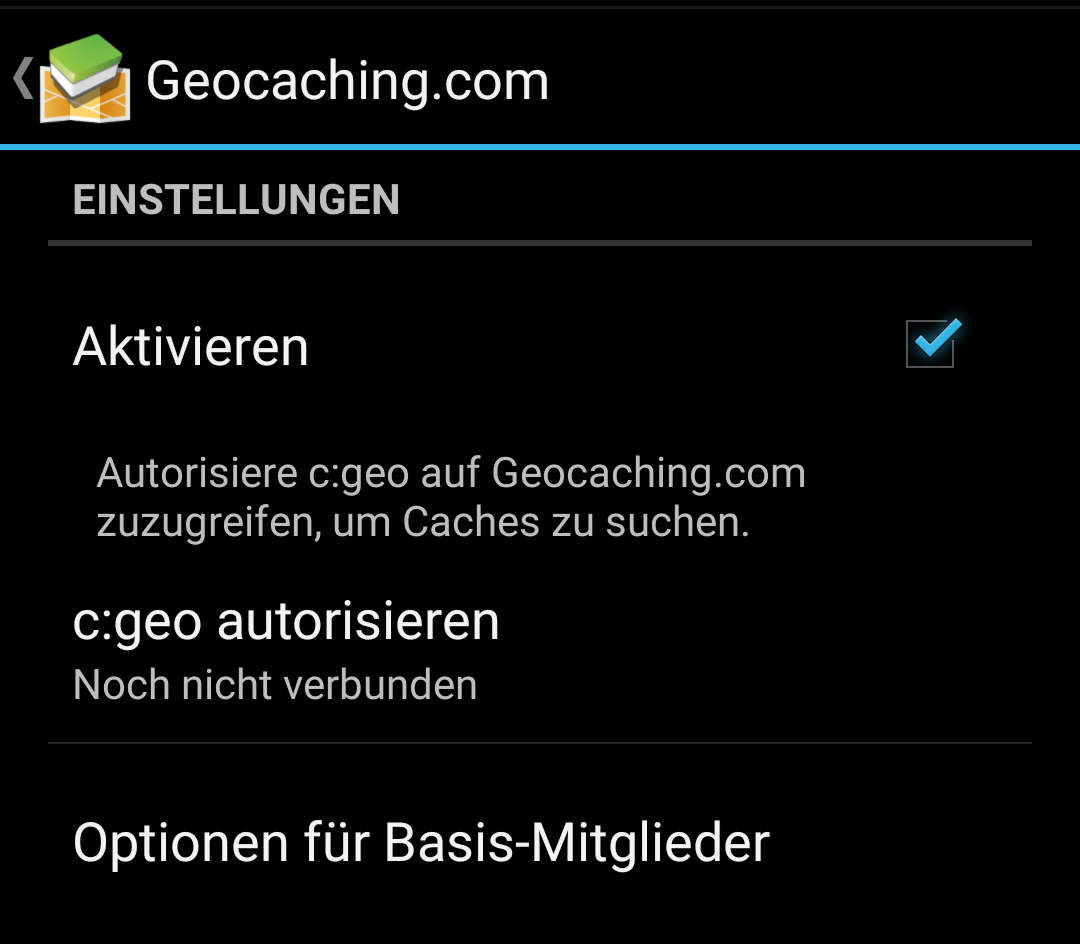 Geocaching.com
EINSTELLUNGEN
Aktivieren
Autorisiere c:geo auf Geocaching.com
zuzugreifen, um Caches zu suchen.
c:geo autorisieren
Noch nicht verbunden
Optionen für Basis-Mitglieder